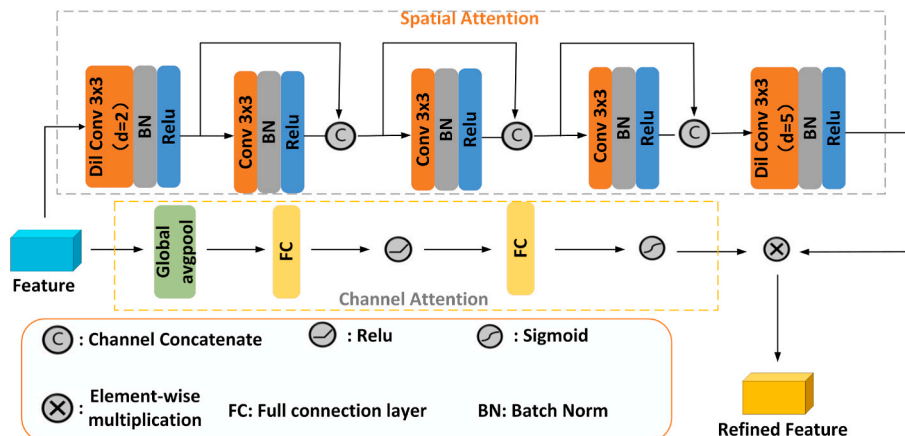 Spatial Attention
Dil Conv 3x3
(d=2)
BN
Relu
Conv 3x3
BN
Relu
C
Conv 3x3
BN
Relu
C
Conv 3x3
BN
Relu
C
Dil Conv 3x3
(d=5)
BN
Relu
Feature
Global
avgpool
FC
FC
Channel Attention
C : Channel Concatenate
: Relu
: Sigmoid
: Element-wise
multiplication
FC: Full connection layer
BN: Batch Norm
Refined Feature